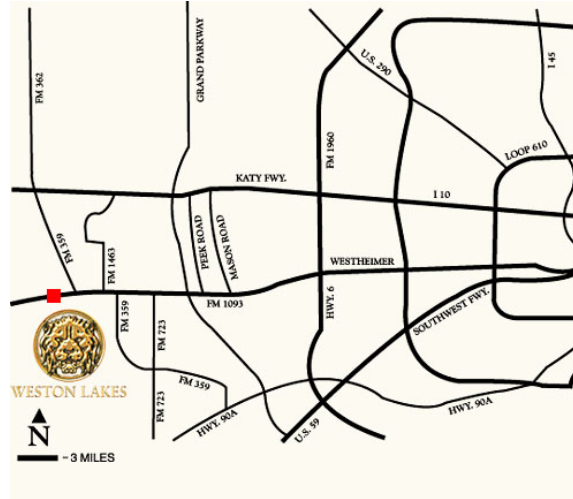 FM 362
GRAND PARKWAY
U.S. 290
I 45
FM 1960
LOOP 610
KATY FWY.
I 10
FM 359
FM 1463
PEEK ROAD
MASON ROAD
WESTHEIMER
HWY. 6
SOUTHWEST FWY.
FM 1093
FM 359
FM 723
FM 359
FM 723
HWY. 90A
U.S. 59
HWY. 90A
WESTON LAKES
N
~3 MILES